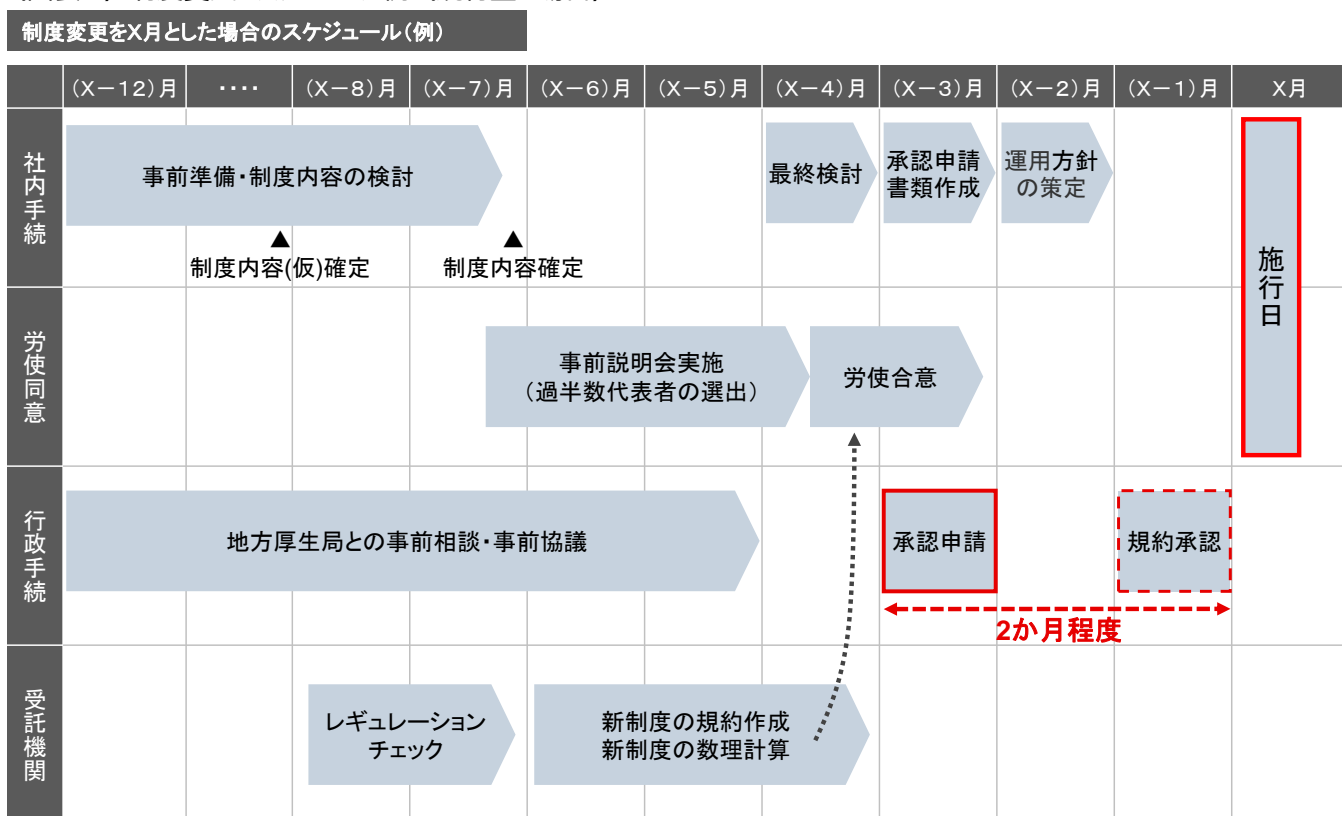 制度変更をX月とした場合のスケジュール(例)
(X－12)月
････
(X－8)月
(X－7)月
(X－6)月
(X－5)月
(X－4)月
(X－3)月
(X－2)月
(X－1)月
X月
社内手続
事前準備・制度内容の検討
最終検討
承認申請
書類作成
運用方針
の策定
▲
制度内容(仮)確定
▲
制度内容確定
施行日
労使同意
事前説明会実施
(過半数代表者の選出)
労使合意
行政手続
地方厚生局との事前相談・事前協議
承認申請
規約承認
2か月程度
受託機関
レギュレーション
チェック
新制度の規約作成
新制度の数理計算